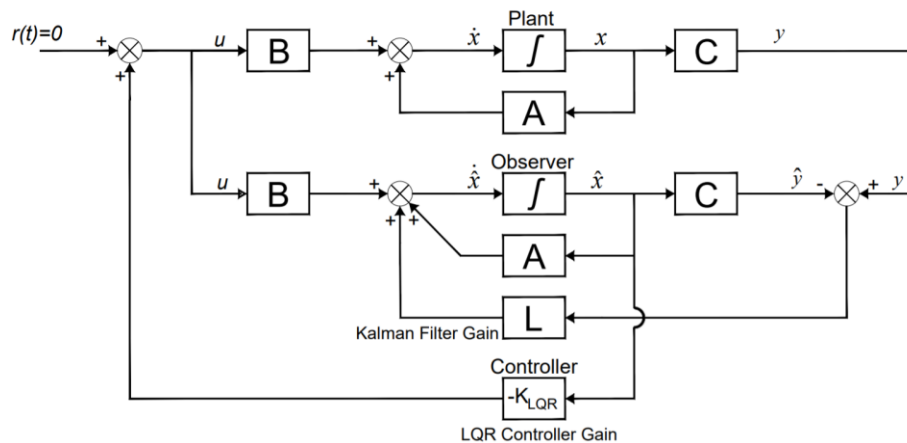 Plant
r(t)=0 + u B + ẋ ∫ x C y
+ +
A
Observer
u B + x̂̇ ∫ x̂ C ŷ - + y
+ +
A
L
Kalman Filter Gain
Controller
+ -K_LQR
LQR Controller Gain